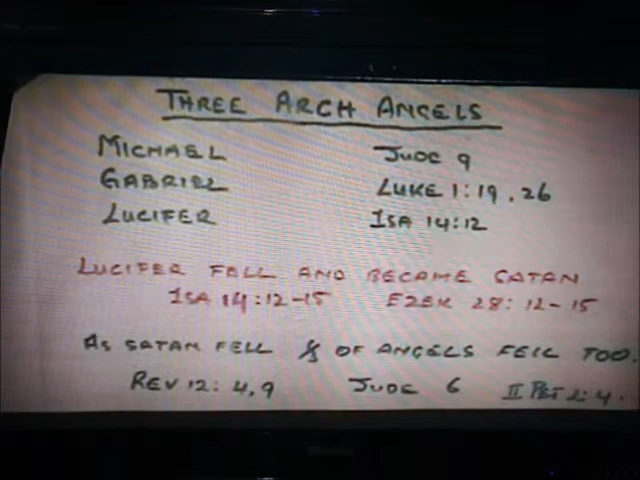 THREE ARCH ANGELS
MICHAEL JUDE 9
GABRIEL LUKE 1:19, 26
LUCIFER ISA 14:12
LUCIFER FALL AND BECAME SATAN
ISA 14:12-15 EZEK 28:12-15
AS SATAN FELL ⅓ OF ANGELS FELL TOO.
REV 12:4,9 JUDE 6 II PET 2:4.